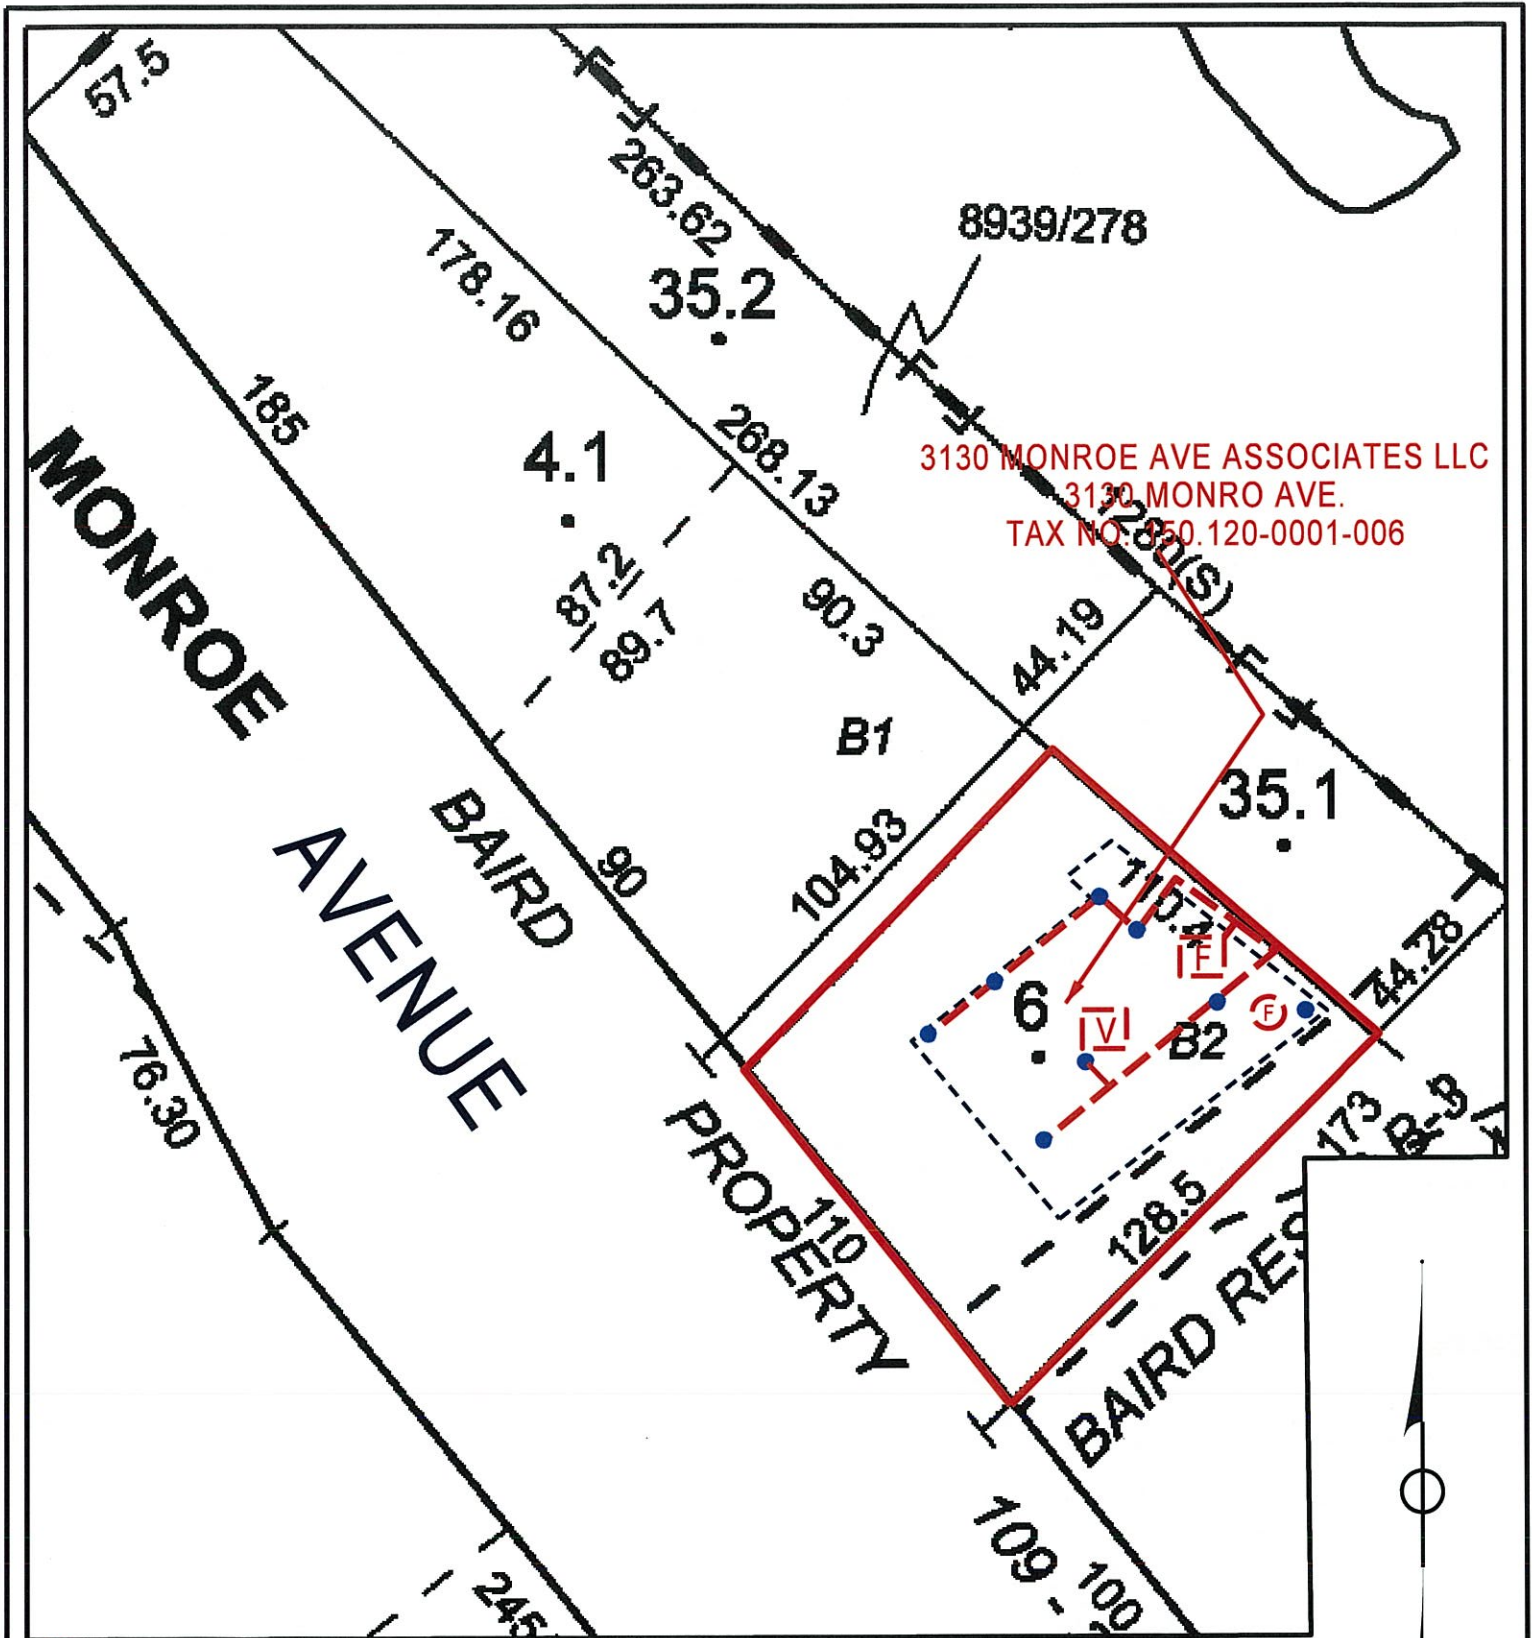 57.5
263.62
8939/278
178.16
35.2
185
4.1
268.13
3130 MONROE AVE ASSOCIATES LLC
3130 MONRO AVE.
TAX NO. 150.120-0001-006
1280(S)
MONROE
87.2
89.7
90.3
44.19
B1
35.1
BAIRD
90
104.93
AVENUE
110.4
F
44.28
6
F
V
B2
76.30
173
PROPERTY
110
128.5
BAIRD RES
109 -
100
245